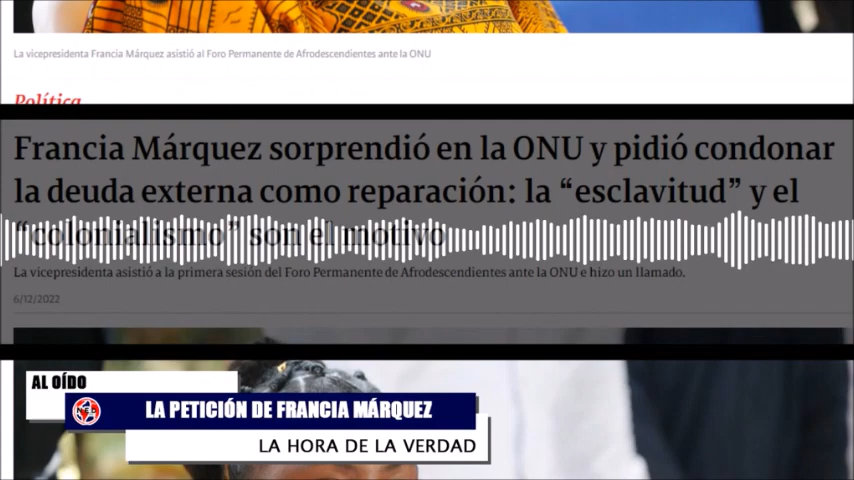 La vicepresidenta Francia Márquez asistió al Foro Permanente de Afrodescendientes ante la ONU
Política
Francia Márquez sorprendió en la ONU y pidió condonar
la deuda externa como reparación: la “esclavitud” y el
“colonialismo” son el motivo
La vicepresidenta asistió a la primera sesión del Foro Permanente de Afrodescendientes ante la ONU e hizo un llamado.
6/12/2022
AL OÍDO
LA PETICIÓN DE FRANCIA MÁRQUEZ
LA HORA DE LA VERDAD